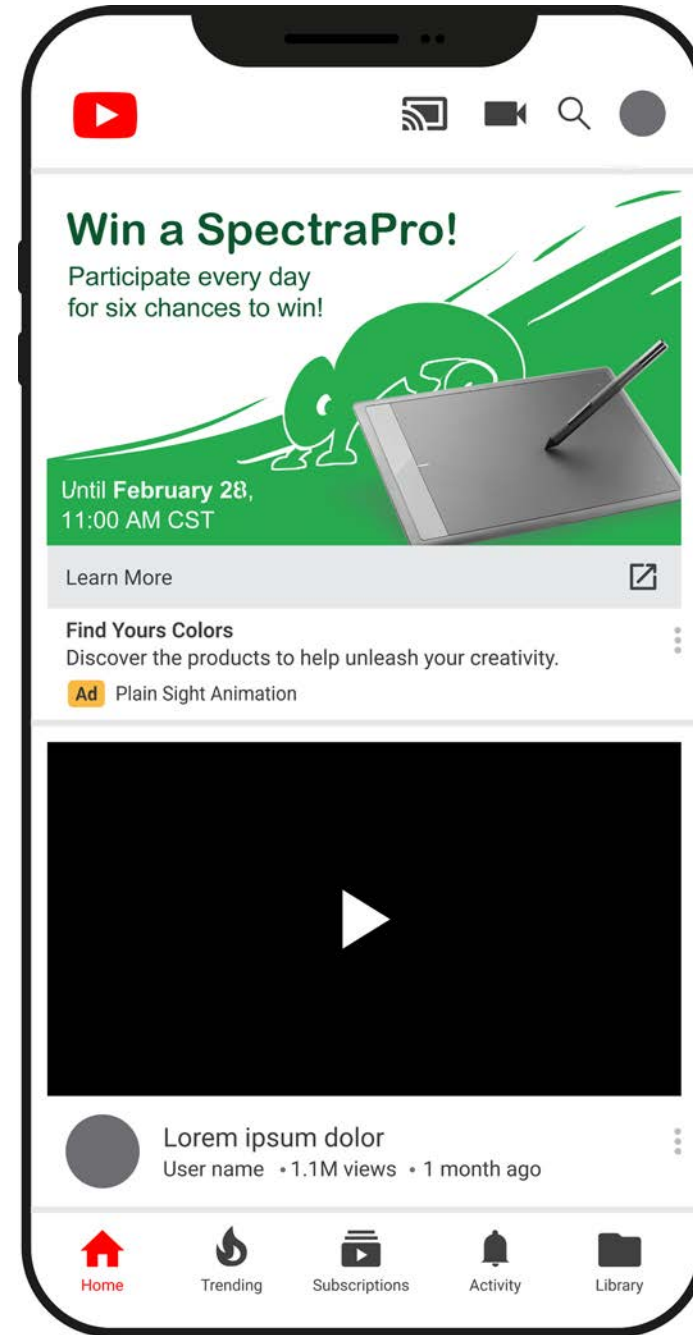 Win a SpectraPro!
Participate every day
for six chances to win!
Until February 28,
11:00 AM CST
Learn More
Find Yours Colors
Discover the products to help unleash your creativity.
Ad Plain Sight Animation
Lorem ipsum dolor
User name • 1.1M views • 1 month ago
Home Trending Subscriptions Activity Library